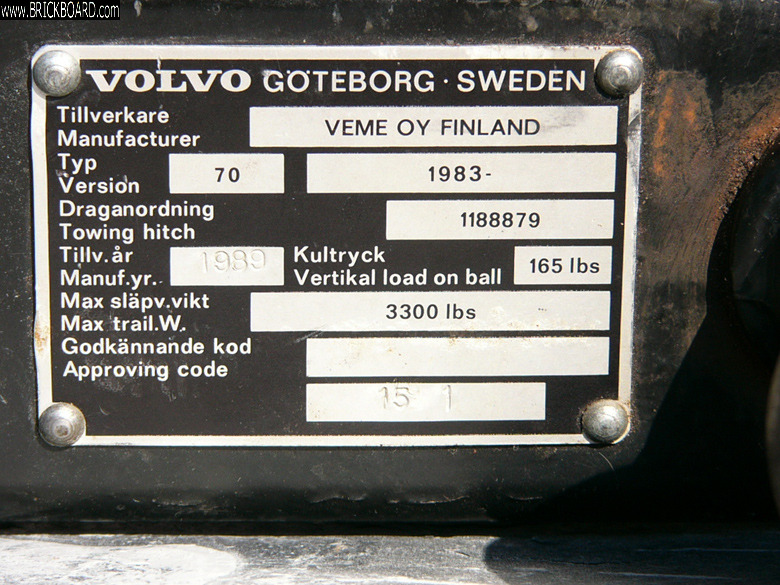 www.BRICKBOARD.com
VOLVO GÖTEBORG · SWEDEN
Tillverkare
Manufacturer
VEME OY FINLAND
Typ
Version
70
1983-
Draganordning
Towing hitch
1188879
Tillv.år
Manuf.yr.
1989
Kultryck
Vertikal load on ball
165 lbs
Max släpv.vikt
Max trail.W.
3300 lbs
Godkännande kod
Approving code
15 1